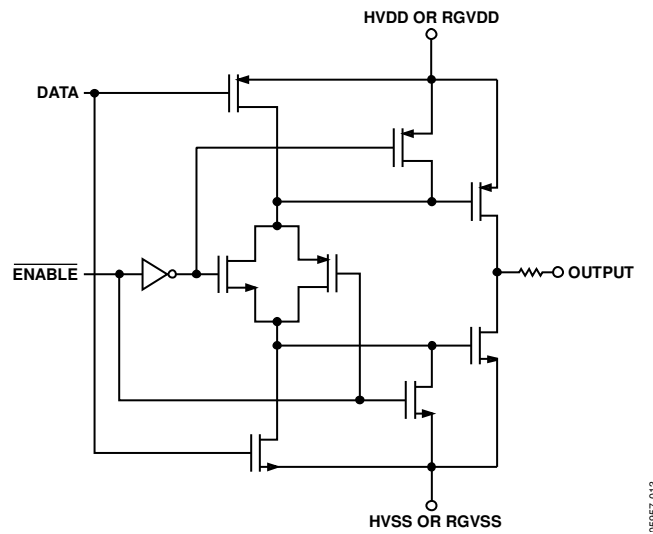 HVDD OR RGVDD
DATA
ENABLE
OUTPUT
HVSS OR RGVSS